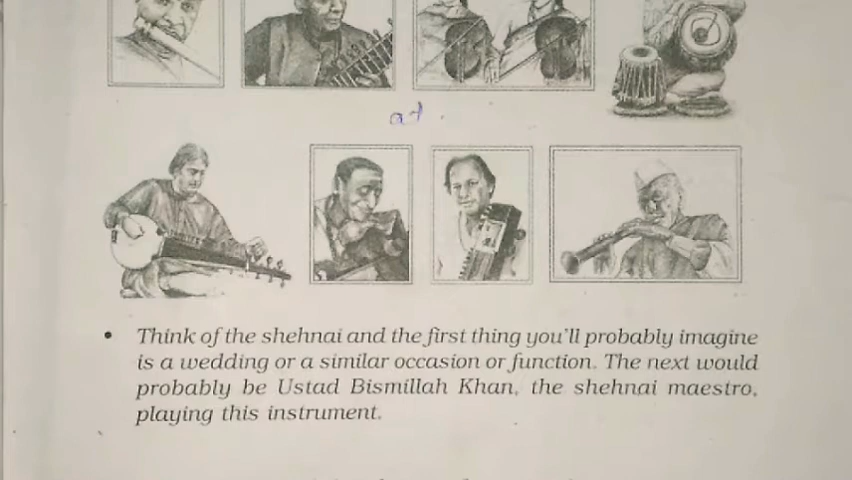 at.
• Think of the shehnai and the first thing you'll probably imagine
is a wedding or a similar occasion or function. The next would
probably be Ustad Bismillah Khan, the shehnai maestro,
playing this instrument.